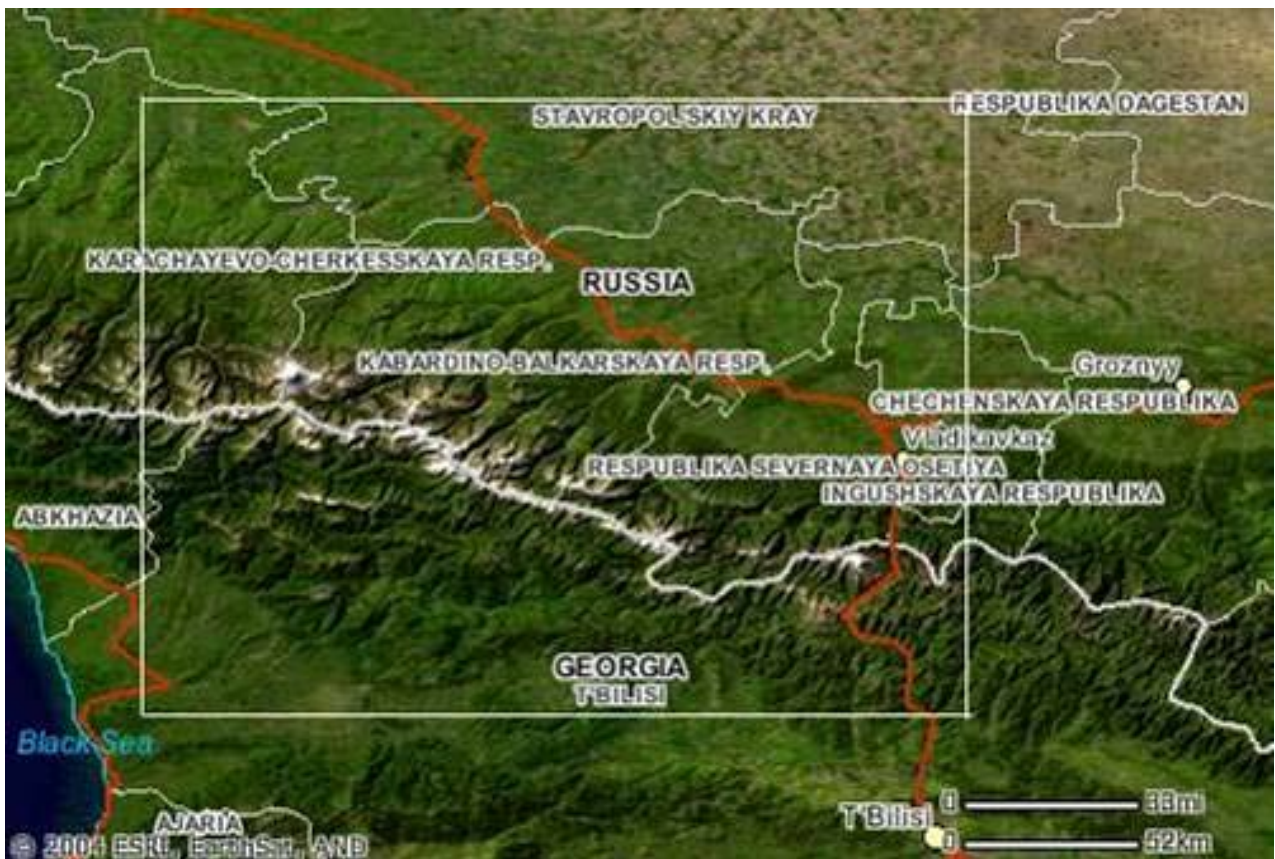 STAVROPOL'SKIY KRAY
RESPUBLIKA DAGESTAN
KARACHAYEVO-CHERKESSKAYA RESP.
RUSSIA
KABARDINO-BALKARSKAYA RESP.
Groznyy
CHECHENSKAYA RESPUBLIKA
Vladikavkaz
RESPUBLIKA SEVERNAYA OSETIYA
INGUSHSKAYA RESPUBLIKA
ABKHAZIA
GEORGIA
T'BILISI
Black Sea
0 33mi
T'Bilisi 0 52km
AJARIA
© 2004 ESRI, EarthSat, AND